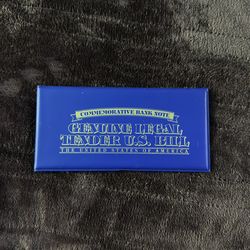 COMMEMORATIVE BANK NOTE
GENUINE LEGAL
TENDER U.S. BILL
THE UNITED STATES OF AMERICA